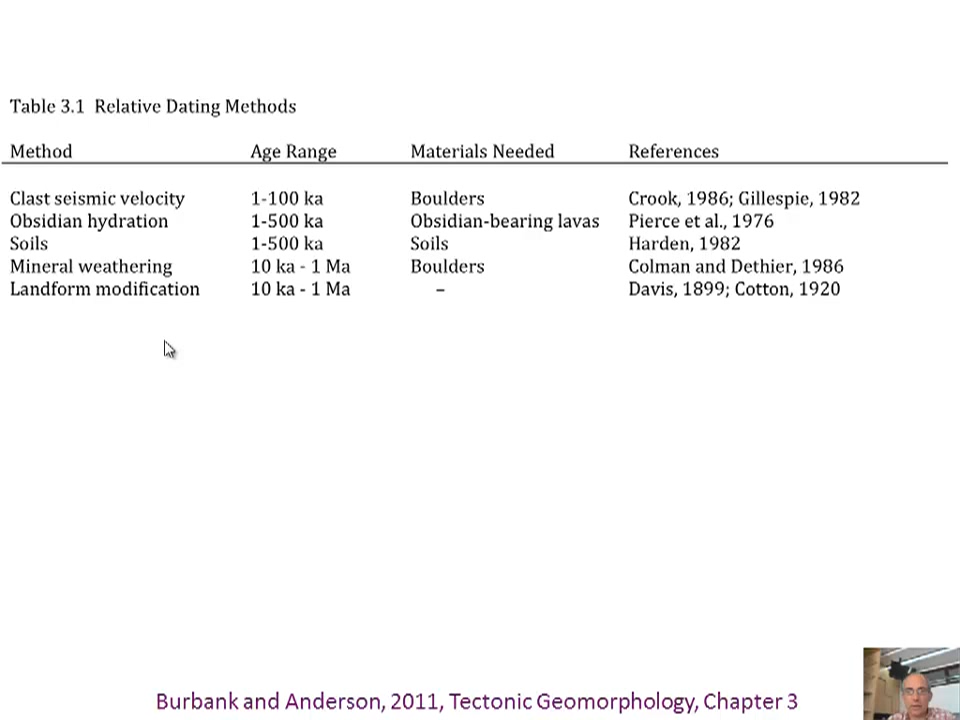 Table 3.1 Relative Dating Methods
Method Age Range Materials Needed References
Clast seismic velocity 1-100 ka Boulders Crook, 1986; Gillespie, 1982
Obsidian hydration 1-500 ka Obsidian-bearing lavas Pierce et al., 1976
Soils 1-500 ka Soils Harden, 1982
Mineral weathering 10 ka - 1 Ma Boulders Colman and Dethier, 1986
Landform modification 10 ka - 1 Ma – Davis, 1899; Cotton, 1920
Burbank and Anderson, 2011, Tectonic Geomorphology, Chapter 3